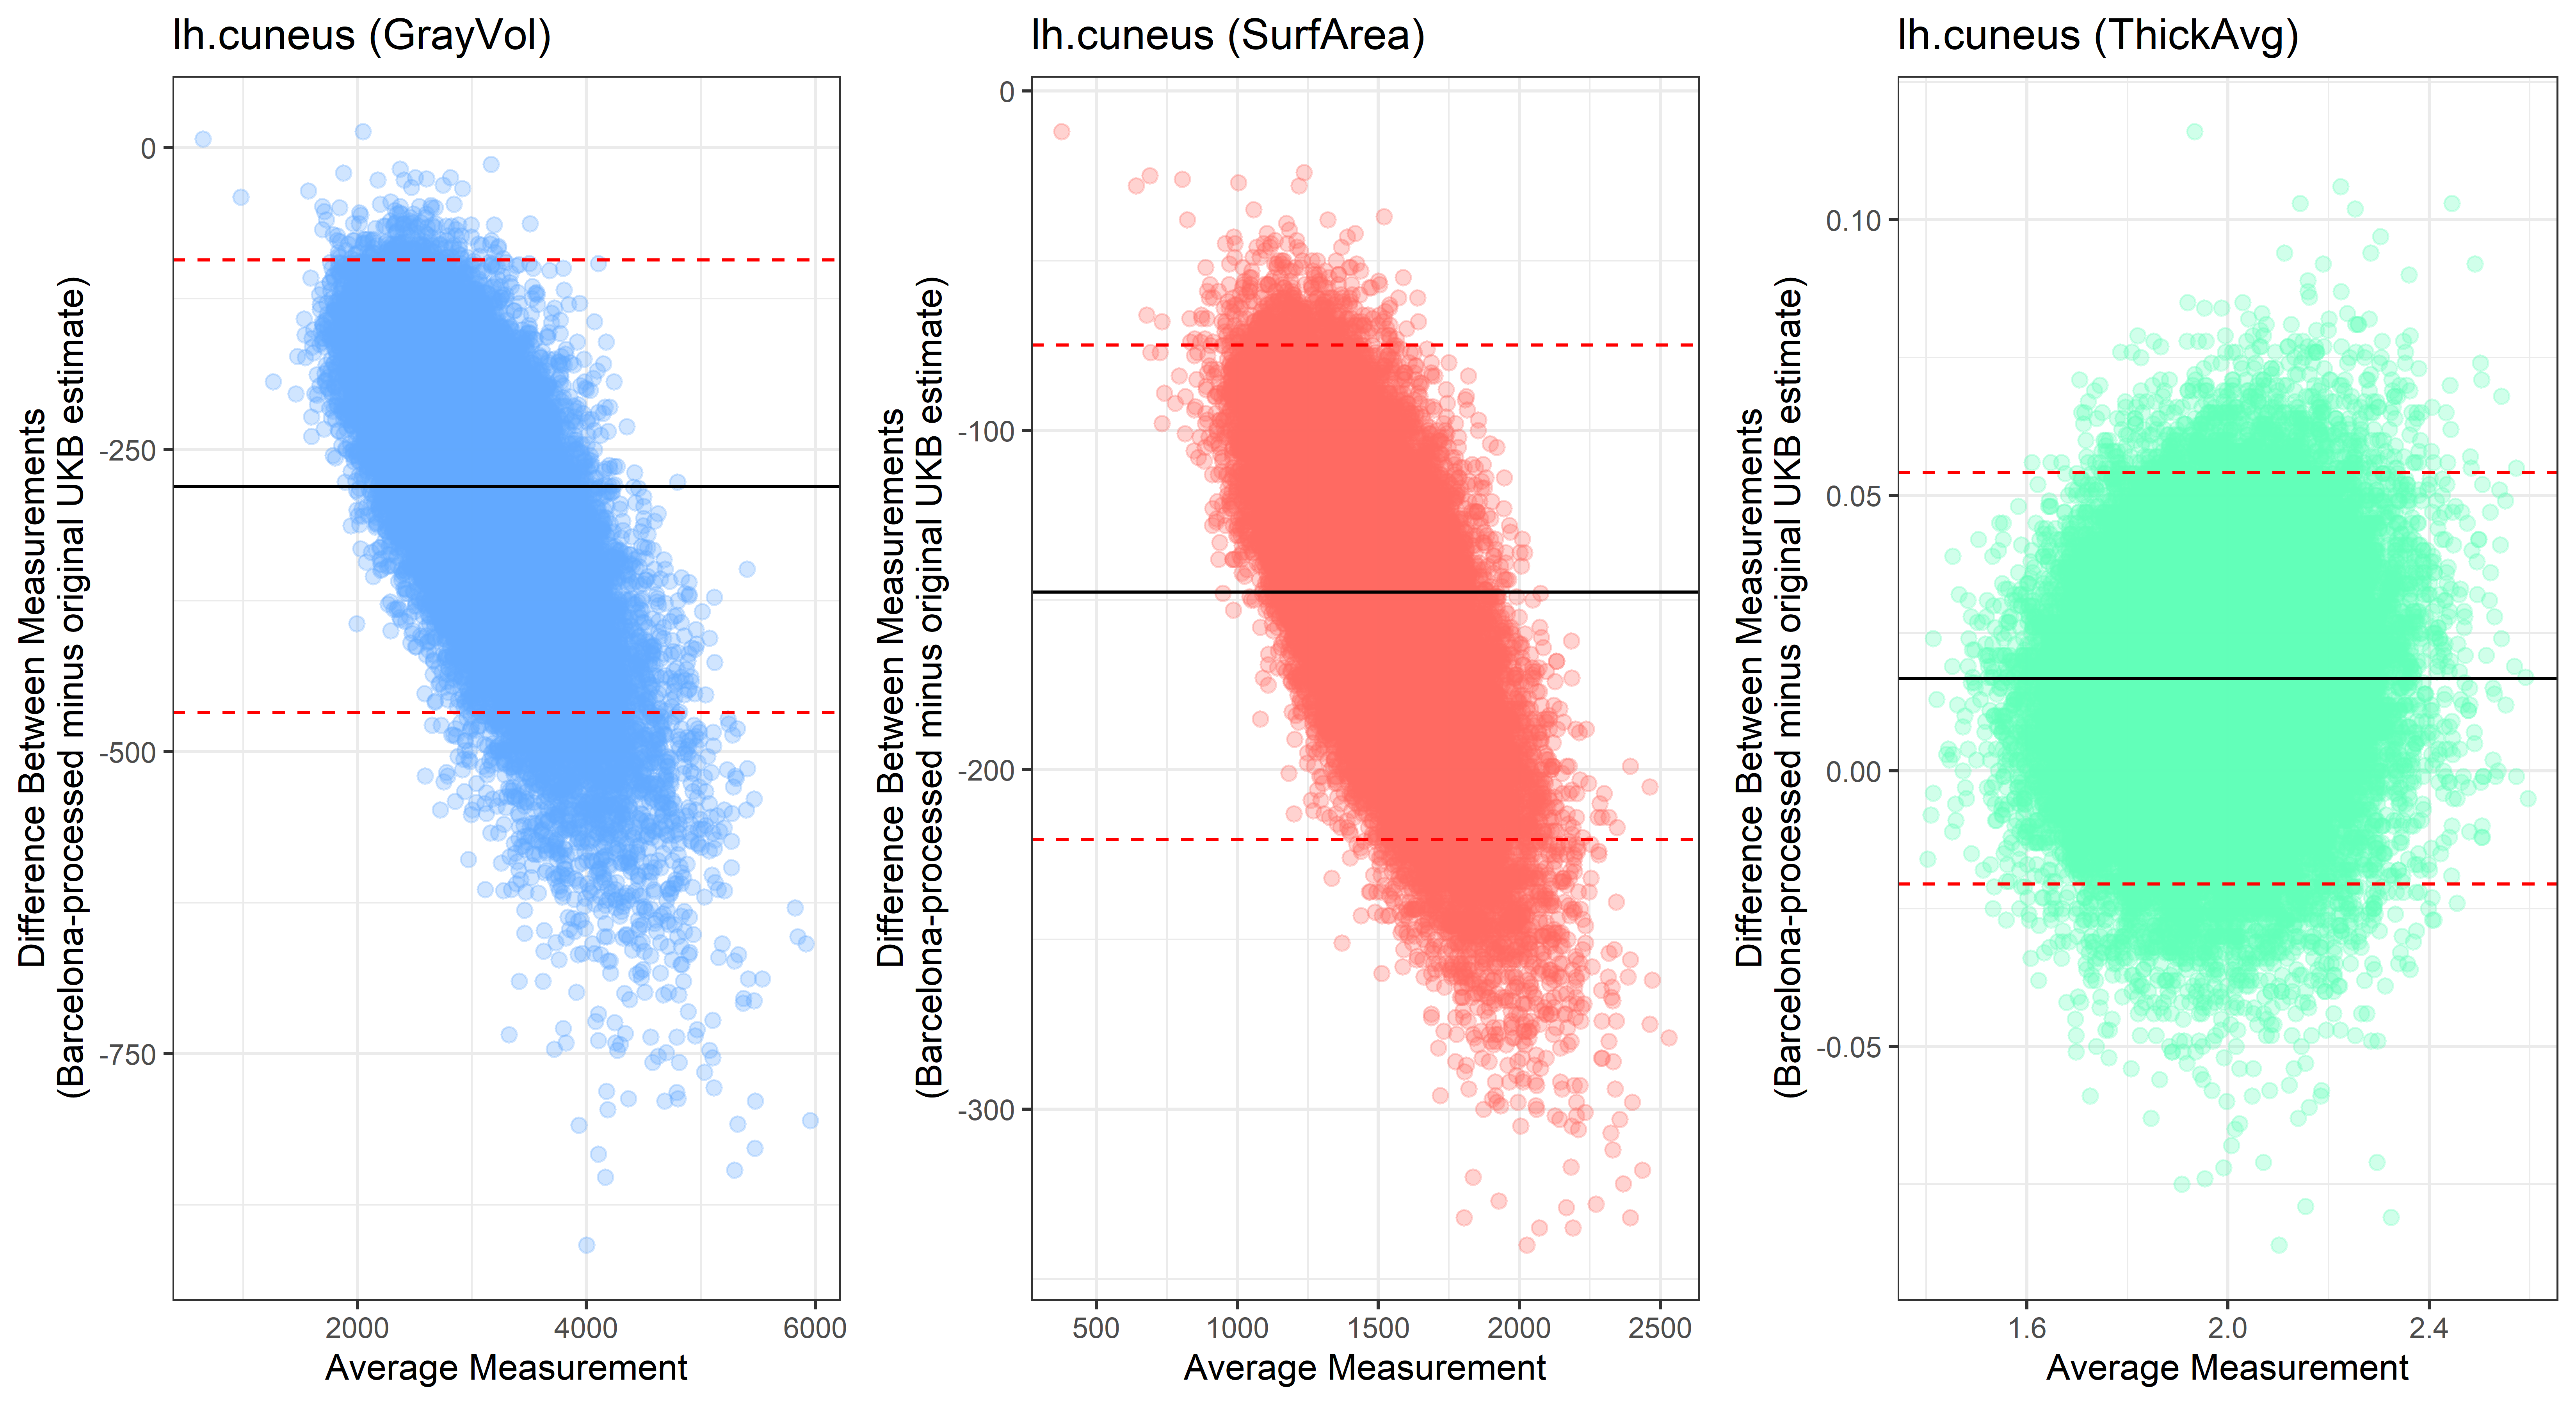 lh.cuneus (GrayVol)
Difference Between Measurements
(Barcelona-processed minus original UKB estimate)
0
-250
-500
-750
2000
4000
6000
Average Measurement
lh.cuneus (SurfArea)
Difference Between Measurements
(Barcelona-processed minus original UKB estimate)
0
-100
-200
-300
500
1000
1500
2000
2500
Average Measurement
lh.cuneus (ThickAvg)
Difference Between Measurements
(Barcelona-processed minus original UKB estimate)
0.10
0.05
0.00
-0.05
1.6
2.0
2.4
Average Measurement